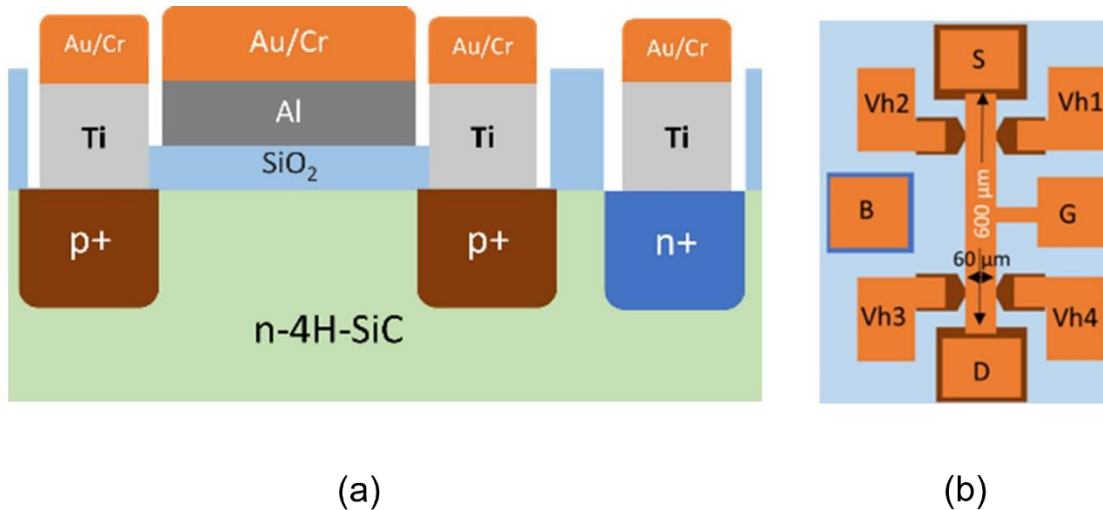 Au/Cr
Au/Cr
Au/Cr
Au/Cr
Ti
Al
Ti
Ti
SiO₂
p+
p+
n+
n-4H-SiC
(a)
S
Vh2
Vh1
B
600 µm
G
60 µm
Vh3
Vh4
D
(b)